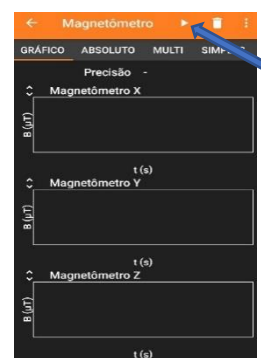 Magnetômetro
GRÁFICO ABSOLUTO MULTI
Precisão -
Magnetômetro X
B (µT)
t (s)
Magnetômetro Y
B (µT)
t (s)
Magnetômetro Z
B (µT)
t (s)